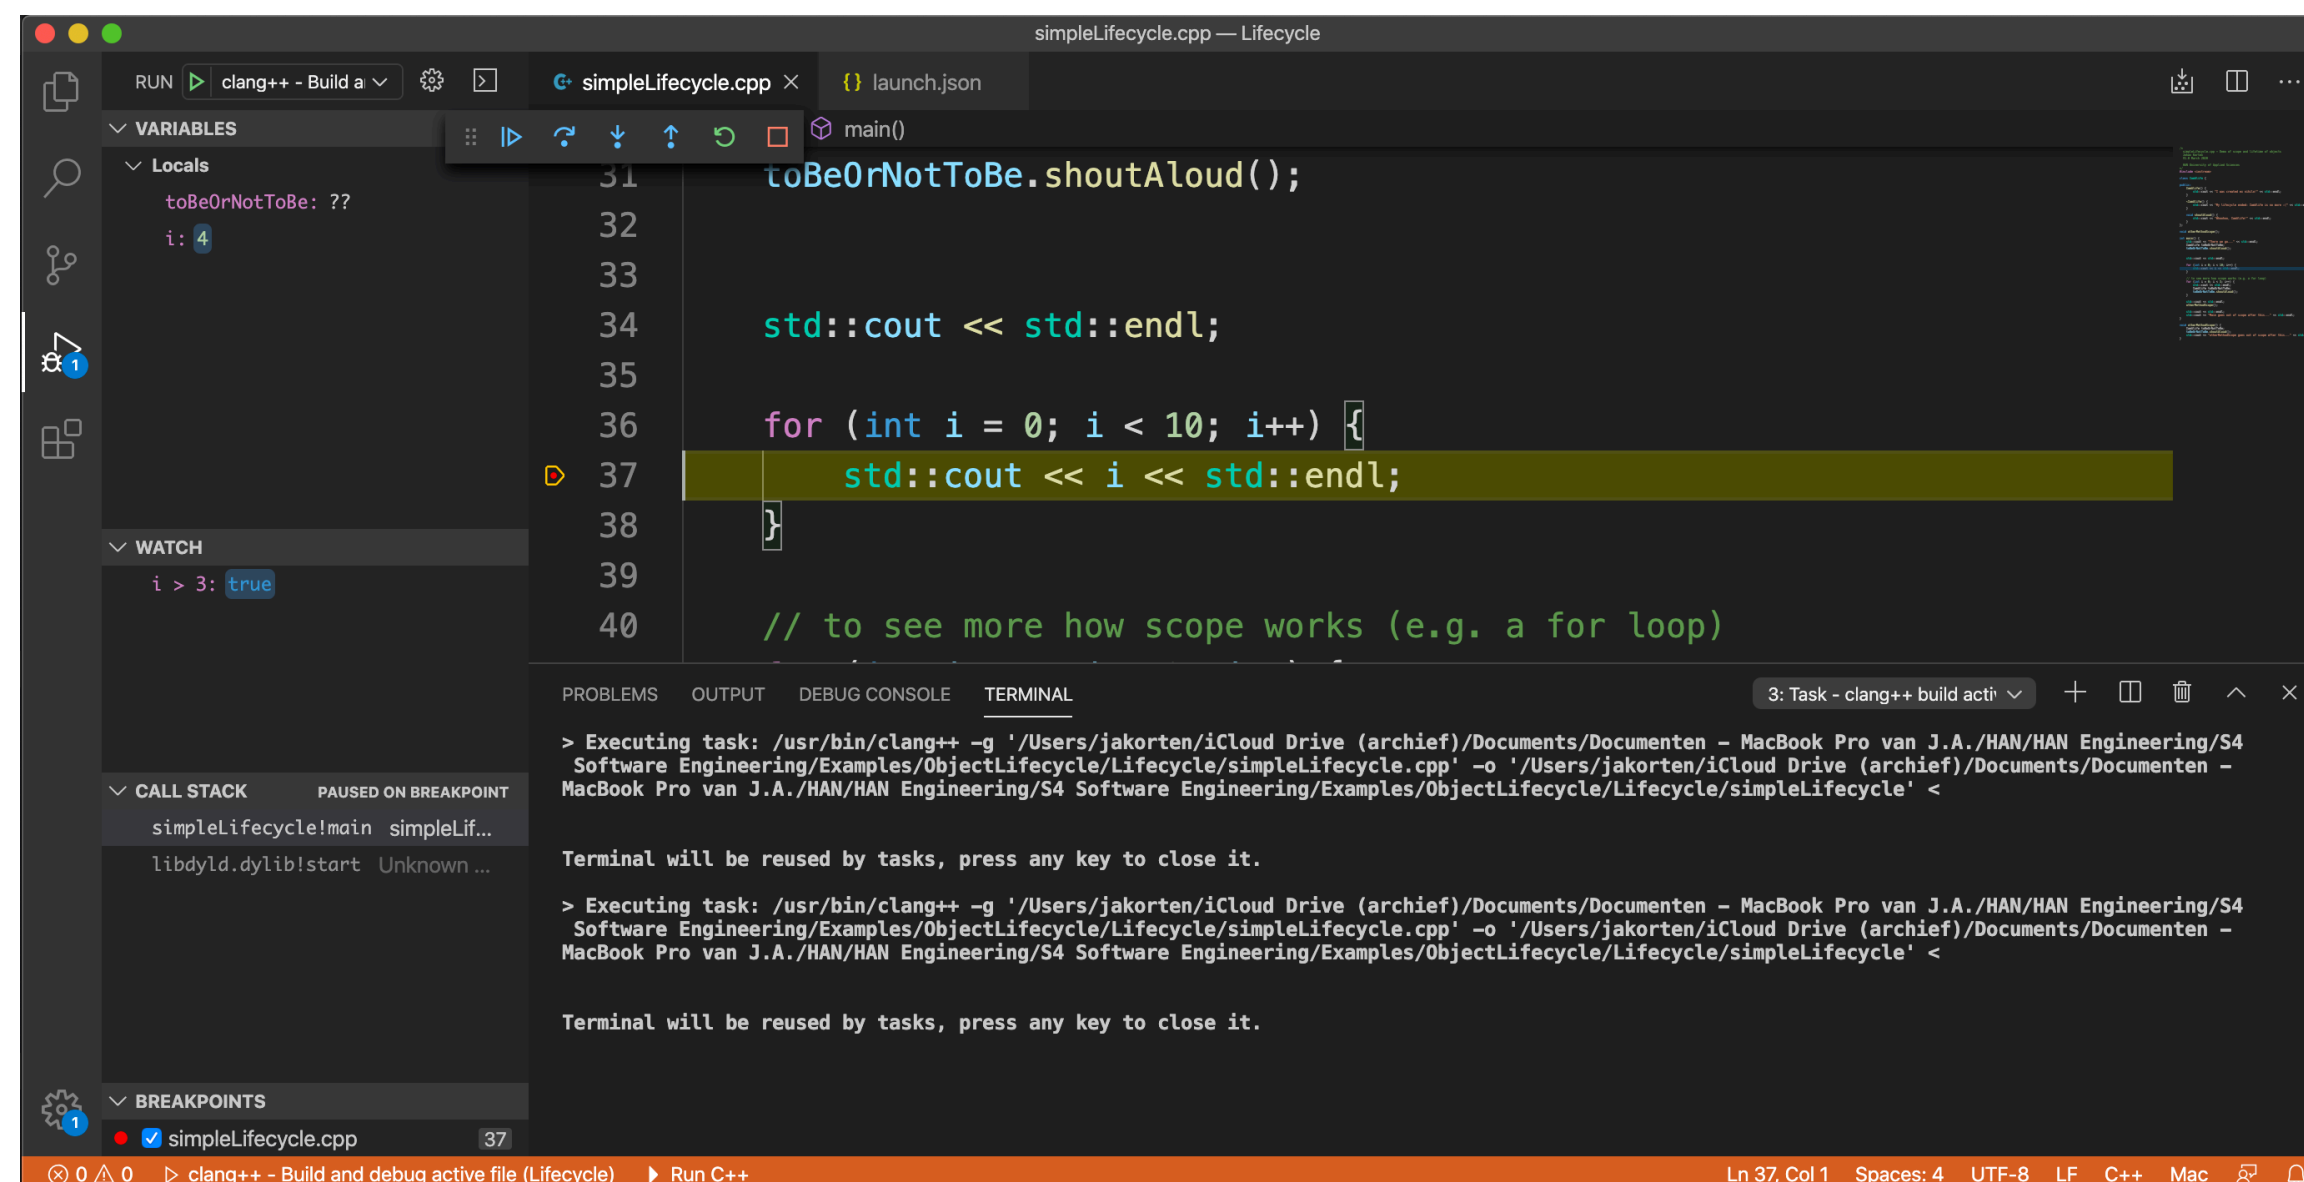 simpleLifecycle.cpp — Lifecycle
RUN clang++ - Build a
simpleLifecycle.cpp
{} launch.json
VARIABLES
main()
Locals
toBeOrNotToBe: ??
i: 4
31 toBeOrNotToBe.shoutAloud();
32
33
34 std::cout << std::endl;
35
36 for (int i = 0; i < 10; i++) {
37 std::cout << i << std::endl;
38 }
39
40 // to see more how scope works (e.g. a for loop)
1
WATCH
i > 3: true
CALL STACK PAUSED ON BREAKPOINT
simpleLifecycle!main simpleLif...
libdyld.dylib!start Unknown ...
BREAKPOINTS
simpleLifecycle.cpp 37
1
PROBLEMS OUTPUT DEBUG CONSOLE TERMINAL
3: Task - clang++ build acti
> Executing task: /usr/bin/clang++ -g '/Users/jakorten/iCloud Drive (archief)/Documents/Documenten – MacBook Pro van J.A./HAN/HAN Engineering/S4
Software Engineering/Examples/ObjectLifecycle/Lifecycle/simpleLifecycle.cpp' -o '/Users/jakorten/iCloud Drive (archief)/Documents/Documenten –
MacBook Pro van J.A./HAN/HAN Engineering/S4 Software Engineering/Examples/ObjectLifecycle/Lifecycle/simpleLifecycle' <
Terminal will be reused by tasks, press any key to close it.
> Executing task: /usr/bin/clang++ -g '/Users/jakorten/iCloud Drive (archief)/Documents/Documenten – MacBook Pro van J.A./HAN/HAN Engineering/S4
Software Engineering/Examples/ObjectLifecycle/Lifecycle/simpleLifecycle.cpp' -o '/Users/jakorten/iCloud Drive (archief)/Documents/Documenten –
MacBook Pro van J.A./HAN/HAN Engineering/S4 Software Engineering/Examples/ObjectLifecycle/Lifecycle/simpleLifecycle' <
Terminal will be reused by tasks, press any key to close it.
0 0 clang++ - Build and debug active file (Lifecycle) Run C++ Ln 37, Col 1 Spaces: 4 UTF-8 LF C++ Mac